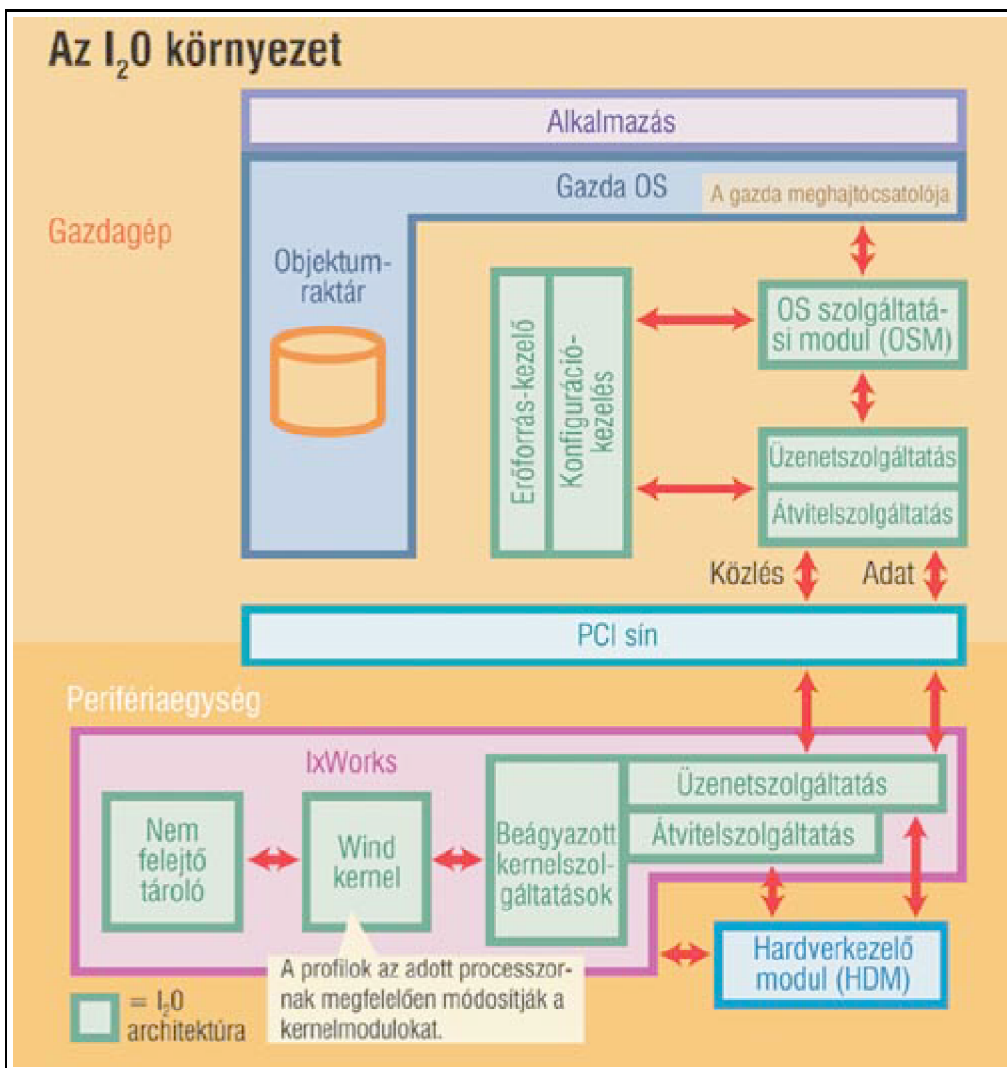 Az I₂O környezet
Alkalmazás
Gazda OS
A gazda meghajtócsatolója
Gazdagép
Objektum-
raktár
Erőforrás-kezelő
Konfiguráció-
kezelés
OS szolgáltatá-
si modul (OSM)
Üzenetszolgáltatás
Átvitelszolgáltatás
Közlés
Adat
PCI sín
Perifériaegység
IxWorks
Nem
felejtő
tároló
Wind
kernel
Beágyazott
kernelszol-
gáltatások
Üzenetszolgáltatás
Átvitelszolgáltatás
Hardverkezelő
modul (HDM)
A profilok az adott processzor-
nak megfelelően módosítják a
kernelmodulokat.
= I₂O
architektúra